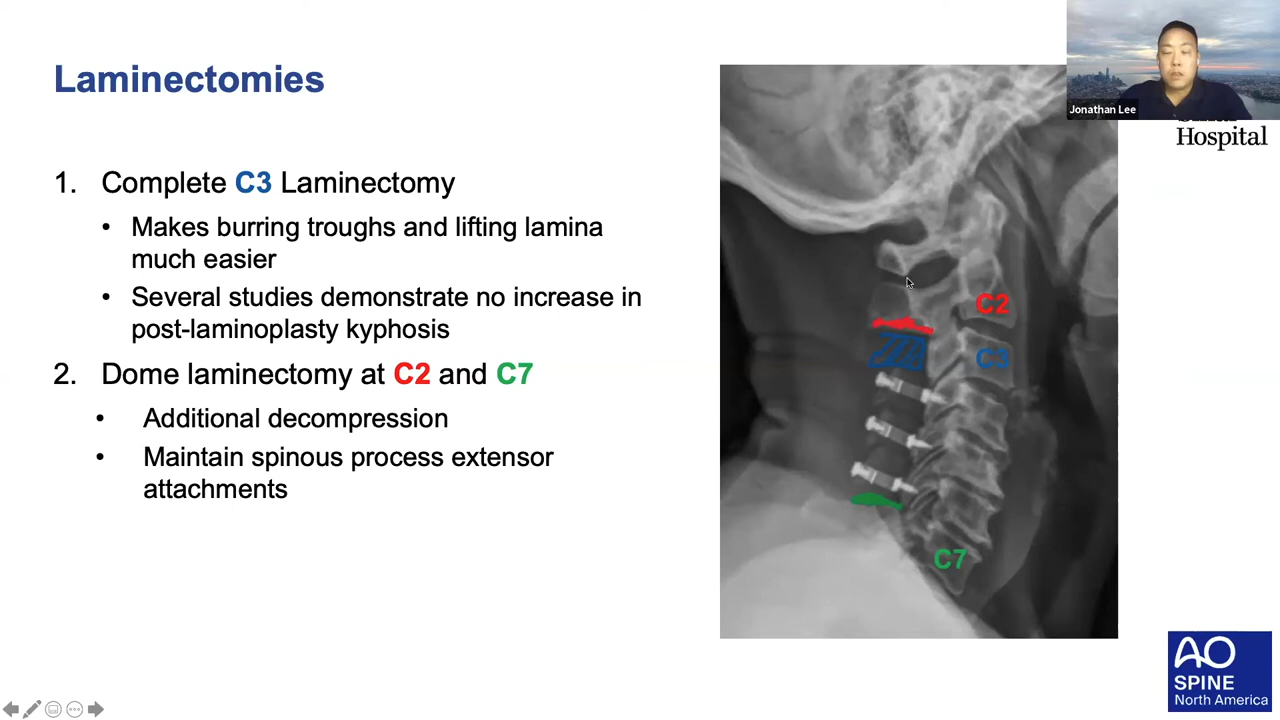 Laminectomies
1. Complete C3 Laminectomy
• Makes burring troughs and lifting lamina
much easier
• Several studies demonstrate no increase in
post-laminoplasty kyphosis
2. Dome laminectomy at C2 and C7
• Additional decompression
• Maintain spinous process extensor
attachments
C2
C3
C7
Jonathan Lee
Hospital
AO
SPINE
North America